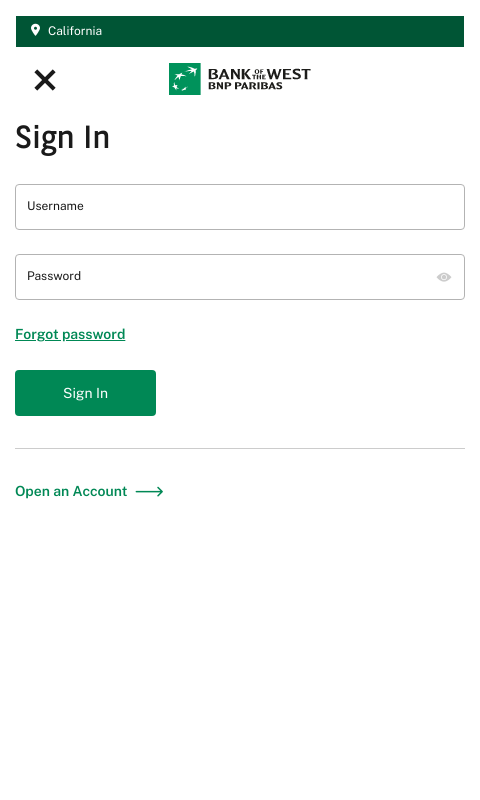 California
BANK OF THE WEST
BNP PARIBAS
Sign In
Username
Password
Forgot password
Sign In
Open an Account